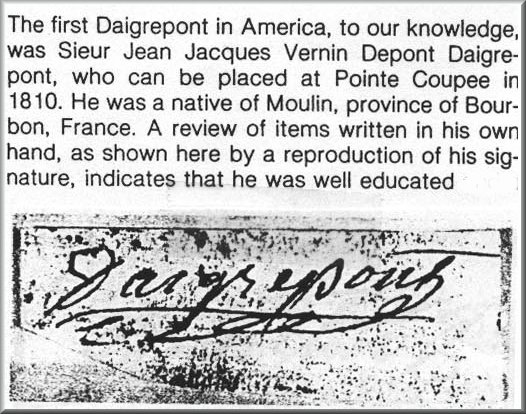 The first Daigrepont in America, to our knowledge,
was Sieur Jean Jacques Vernin Depont Daigre-
pont, who can be placed at Pointe Coupee in
1810. He was a native of Moulin, province of Bour-
bon, France. A review of items written in his own
hand, as shown here by a reproduction of his sig-
nature, indicates that he was well educated
Daigrepont